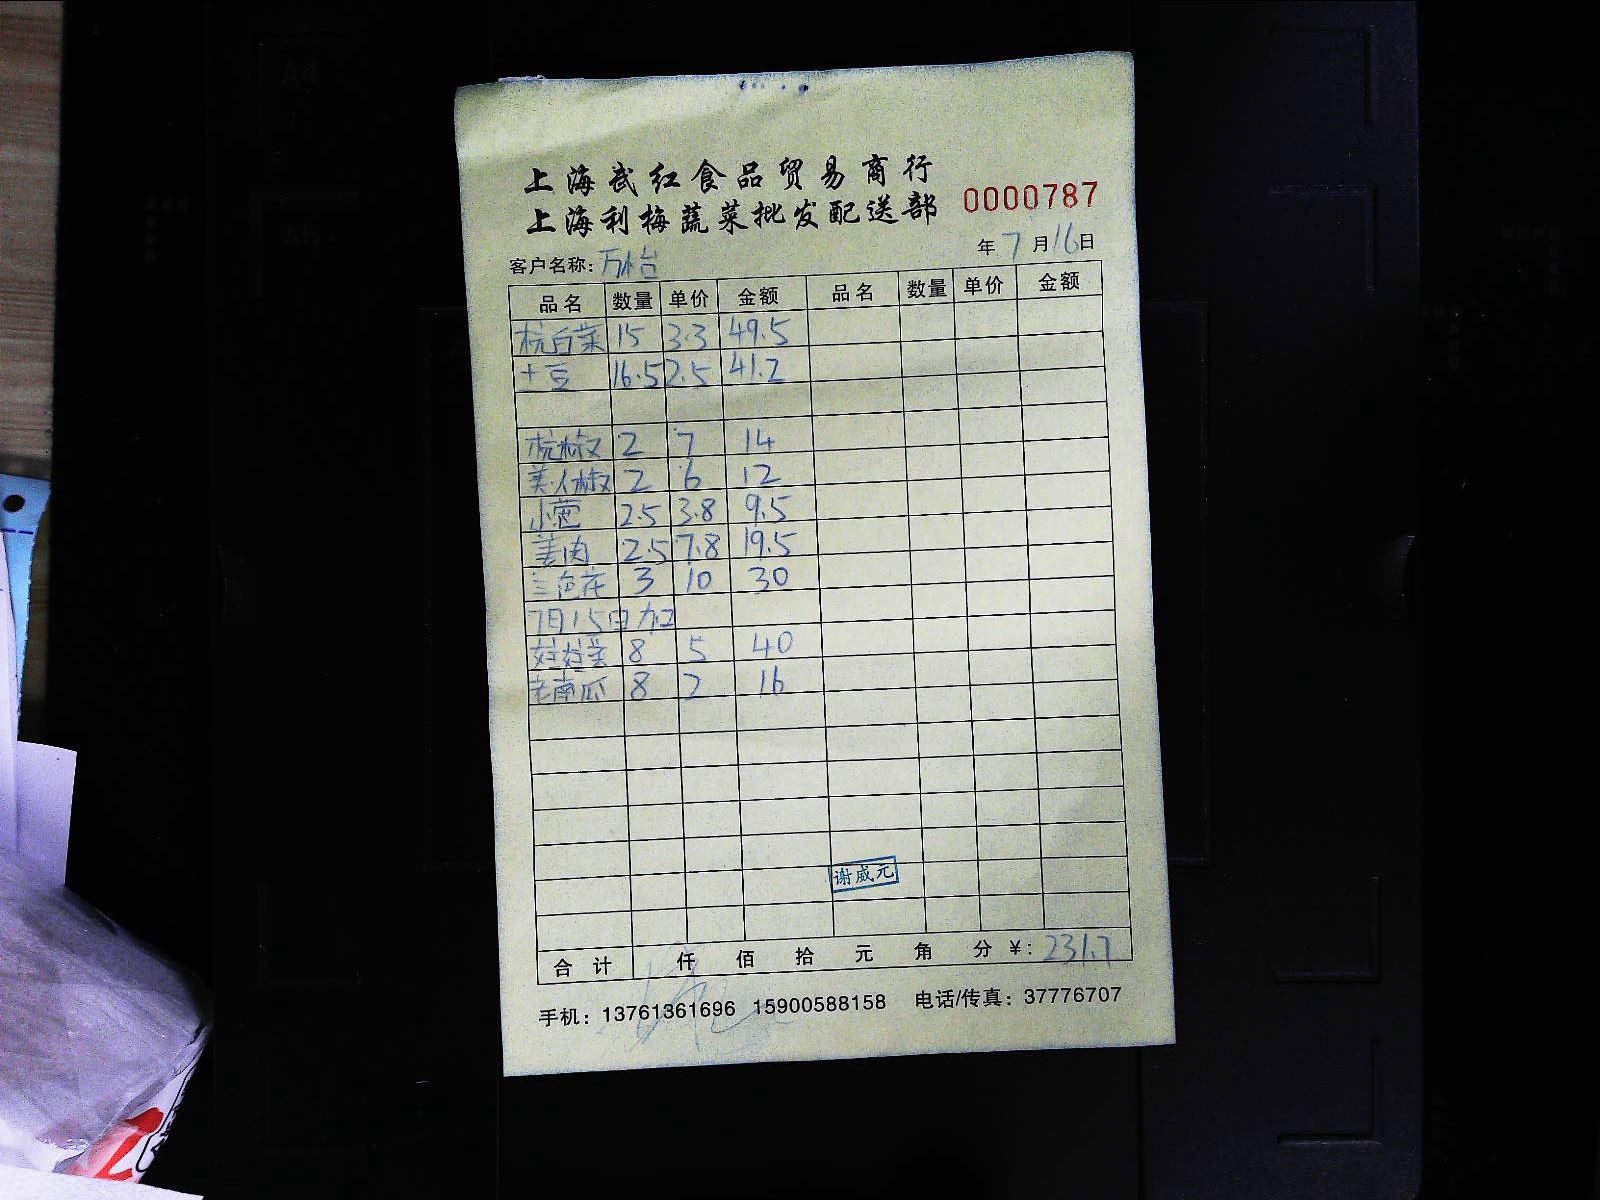 上海武红食品贸易商行
上海利梅蔬菜批发配送部
0000787
客户名称：万怡 年7月16日
品名 数量 单价 金额 品名 数量 单价 金额
杭白菜 15 3.3 49.5
土豆 16.5 2.5 41.2
杭椒 2 7 14
美人椒 2 6 12
小葱 2.5 3.8 9.5
姜肉 2.5 7.8 19.5
三色花 3 10 30
7月15日加
娃娃菜 8 5 40
老南瓜 8 2 16
谢威元
合计 仟 佰 拾 元 角 分 ¥：231.7
手机：13761361696 15900588158 电话/传真：37776707